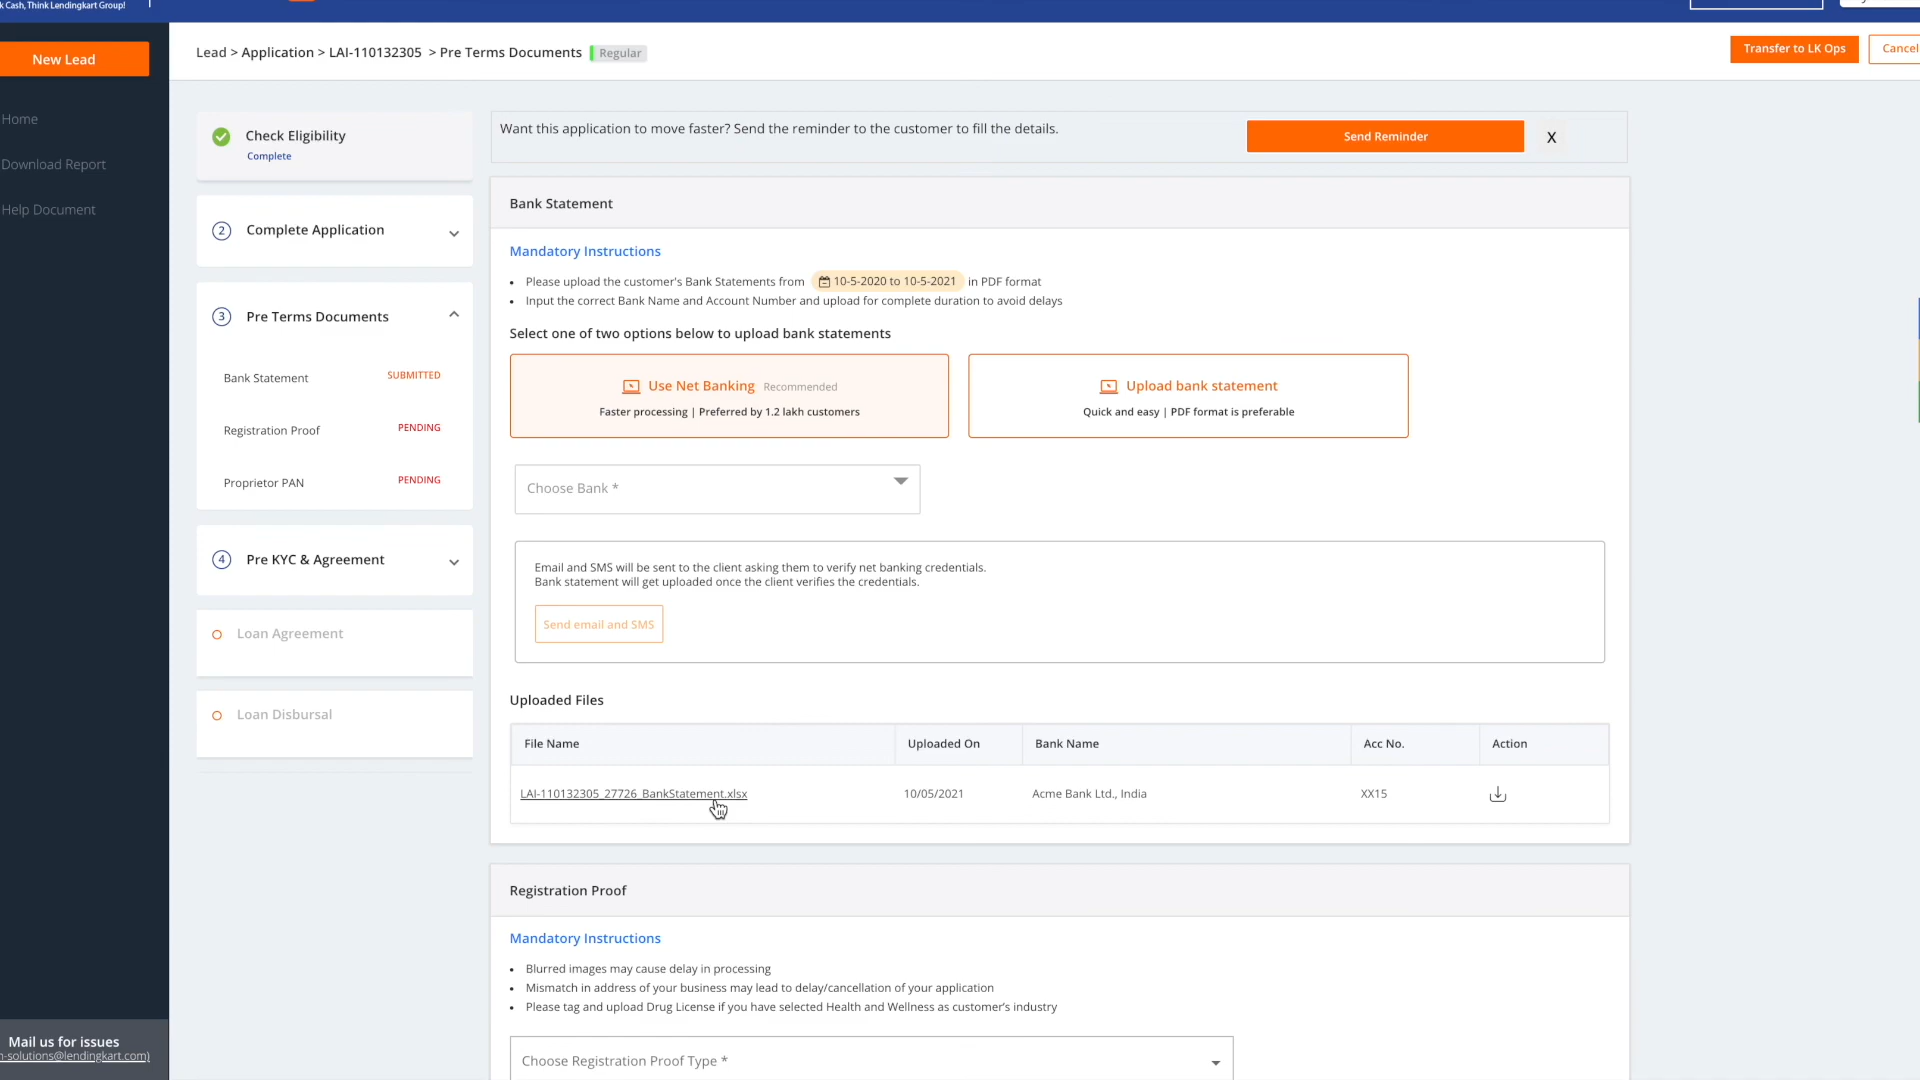 k Cash, Think Lendingkart Group!
New Lead
Lead > Application > LAI-110132305 > Pre Terms Documents Regular
Transfer to LK Ops
Cancel
Home
Download Report
Help Document
Check Eligibility
Complete
2 Complete Application
3 Pre Terms Documents
Bank Statement SUBMITTED
Registration Proof PENDING
Proprietor PAN PENDING
4 Pre KYC & Agreement
Loan Agreement
Loan Disbursal
Want this application to move faster? Send the reminder to the customer to fill the details.
Send Reminder
X
Bank Statement
Mandatory Instructions
• Please upload the customer's Bank Statements from 10-5-2020 to 10-5-2021 in PDF format
• Input the correct Bank Name and Account Number and upload for complete duration to avoid delays
Select one of two options below to upload bank statements
Use Net Banking Recommended
Faster processing | Preferred by 1.2 lakh customers
Upload bank statement
Quick and easy | PDF format is preferable
Choose Bank *
Email and SMS will be sent to the client asking them to verify net banking credentials.
Bank statement will get uploaded once the client verifies the credentials.
Send email and SMS
Uploaded Files
File Name Uploaded On Bank Name Acc No. Action
LAI-110132305_27726_BankStatement.xlsx 10/05/2021 Acme Bank Ltd., India XX15
Registration Proof
Mandatory Instructions
• Blurred images may cause delay in processing
• Mismatch in address of your business may lead to delay/cancellation of your application
• Please tag and upload Drug License if you have selected Health and Wellness as customer's industry
Choose Registration Proof Type *
Mail us for issues
n-solutions@lendingkart.com)